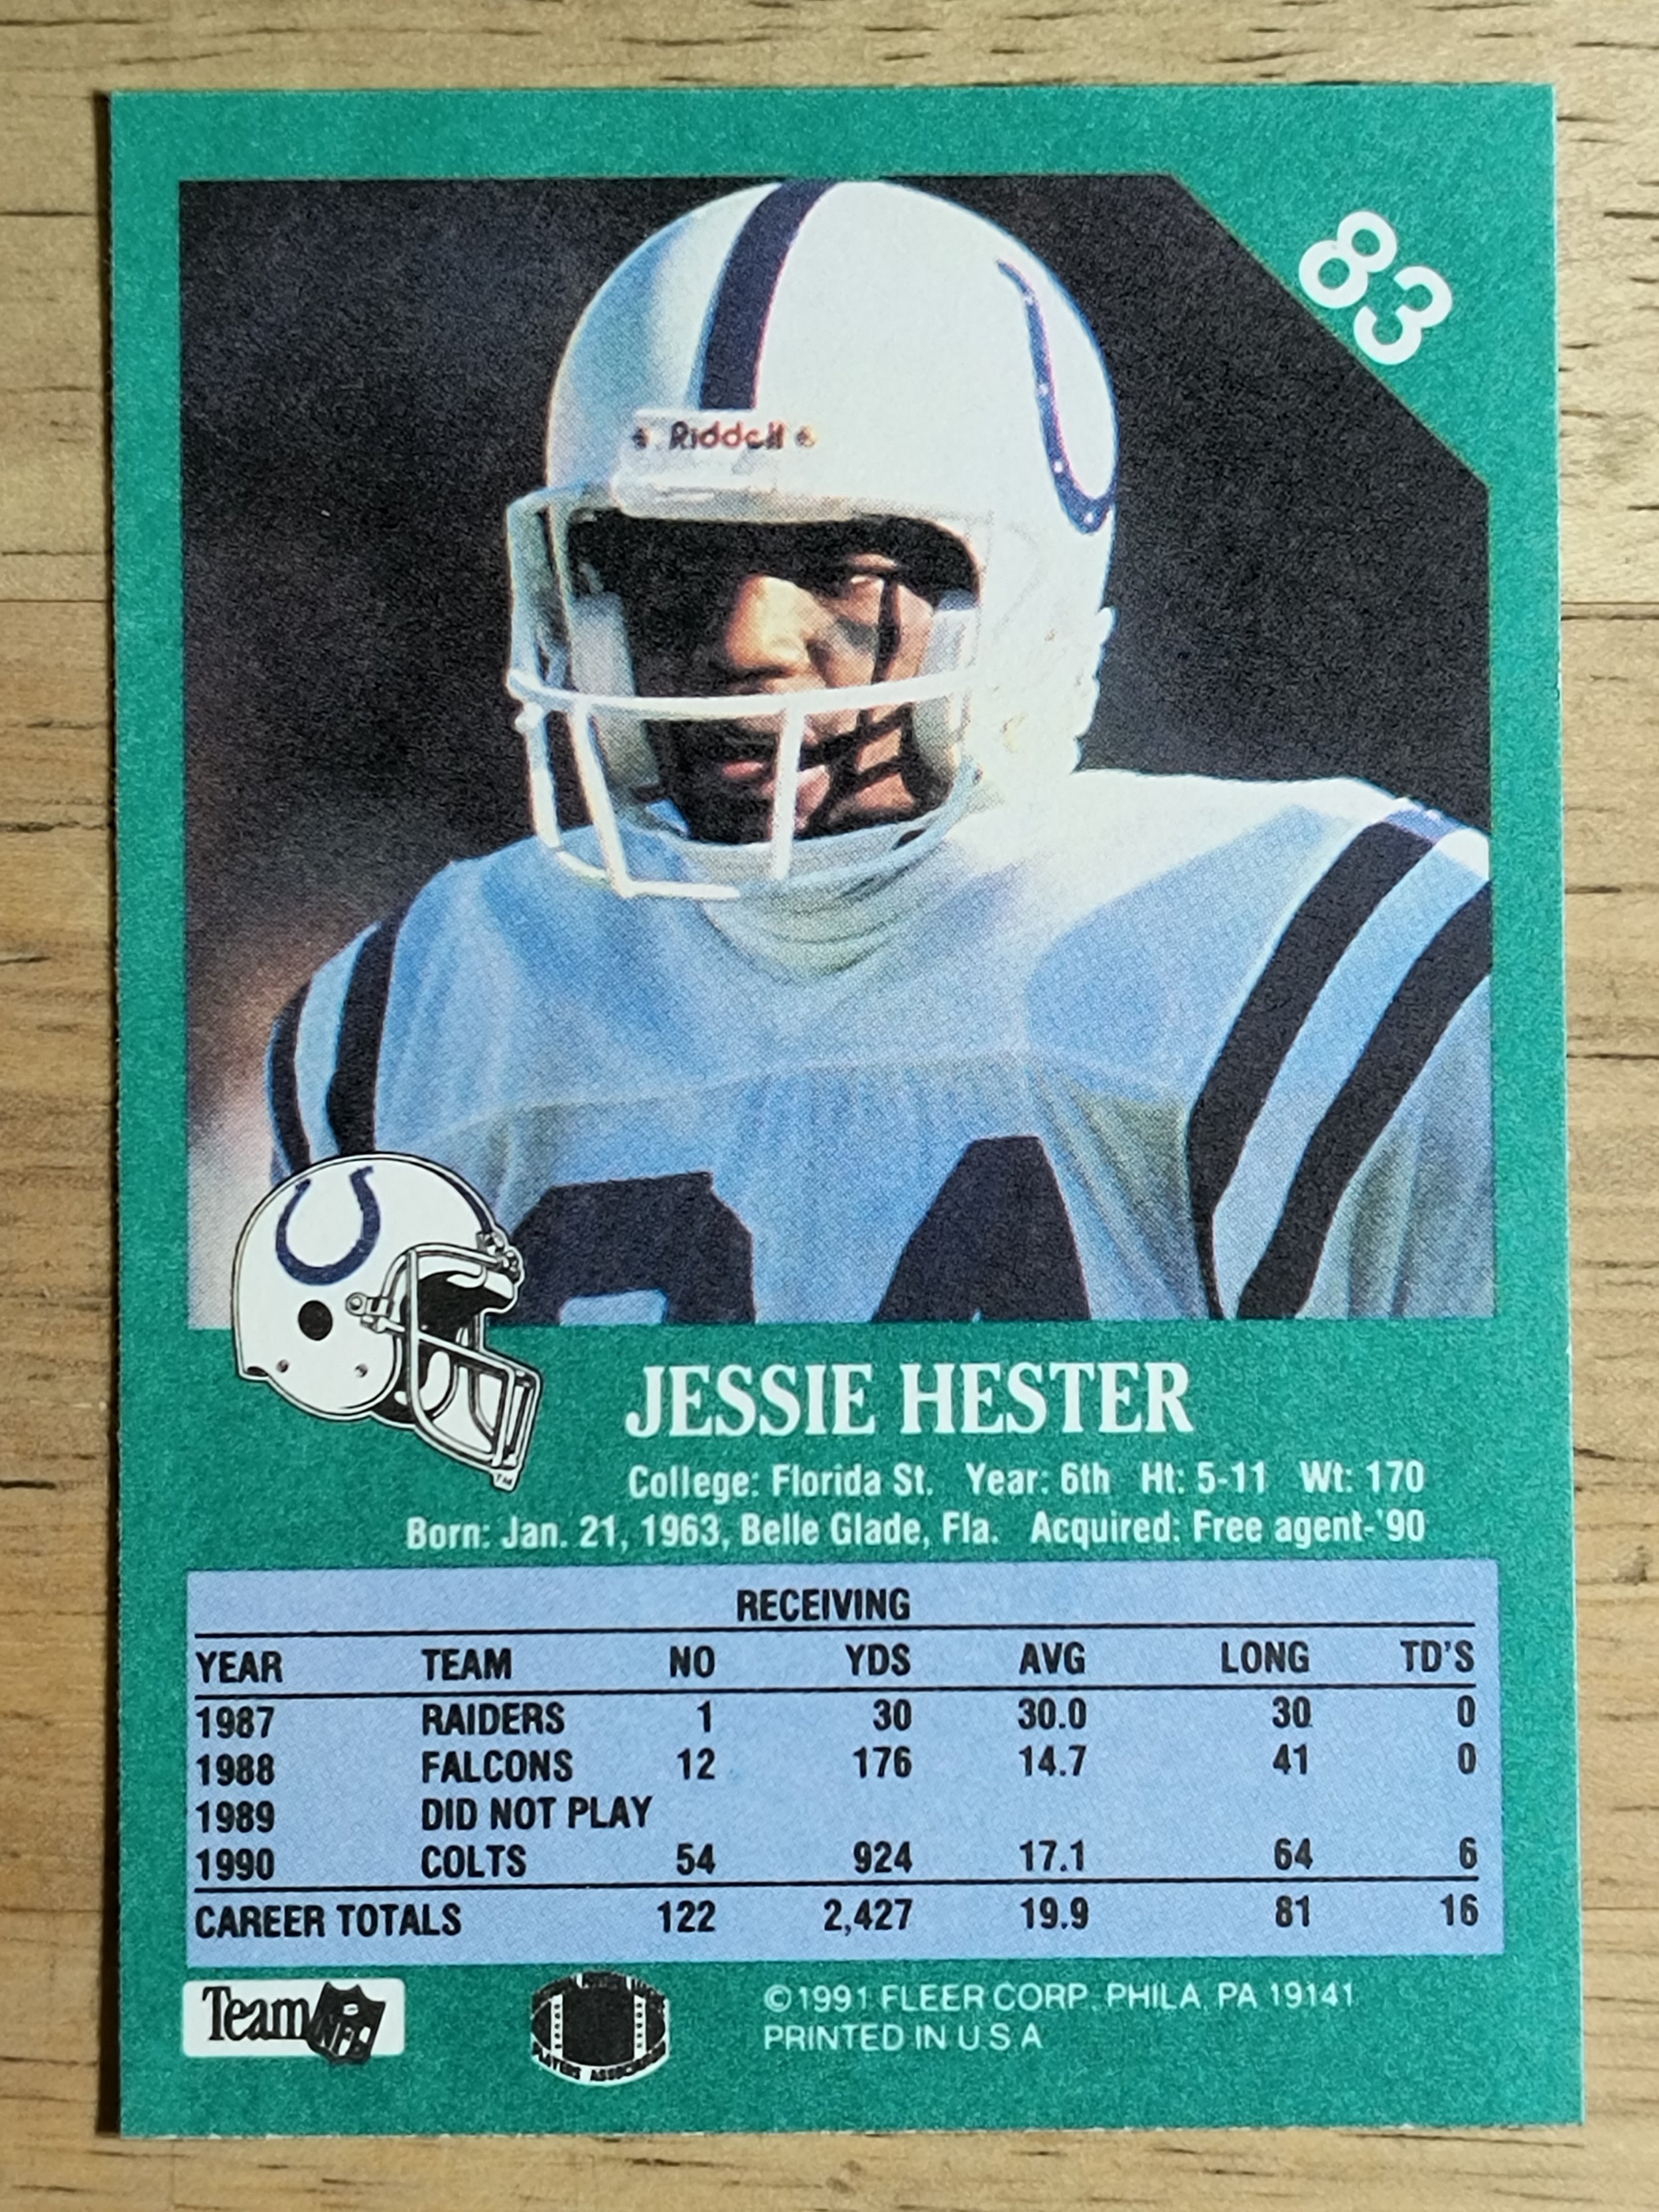 83
Riddell
84
TM
JESSIE HESTER
College: Florida St. Year: 6th Ht: 5-11 Wt: 170
Born: Jan. 21, 1963, Belle Glade, Fla. Acquired: Free agent-'90
RECEIVING
YEAR TEAM NO YDS AVG LONG TD'S
1987 RAIDERS 1 30 30.0 30 0
1988 FALCONS 12 176 14.7 41 0
1989 DID NOT PLAY
1990 COLTS 54 924 17.1 64 6
CAREER TOTALS 122 2,427 19.9 81 16
Team NFL
PLAYERS ASSOCIATION
©1991 FLEER CORP. PHILA. PA 19141
PRINTED IN U S A